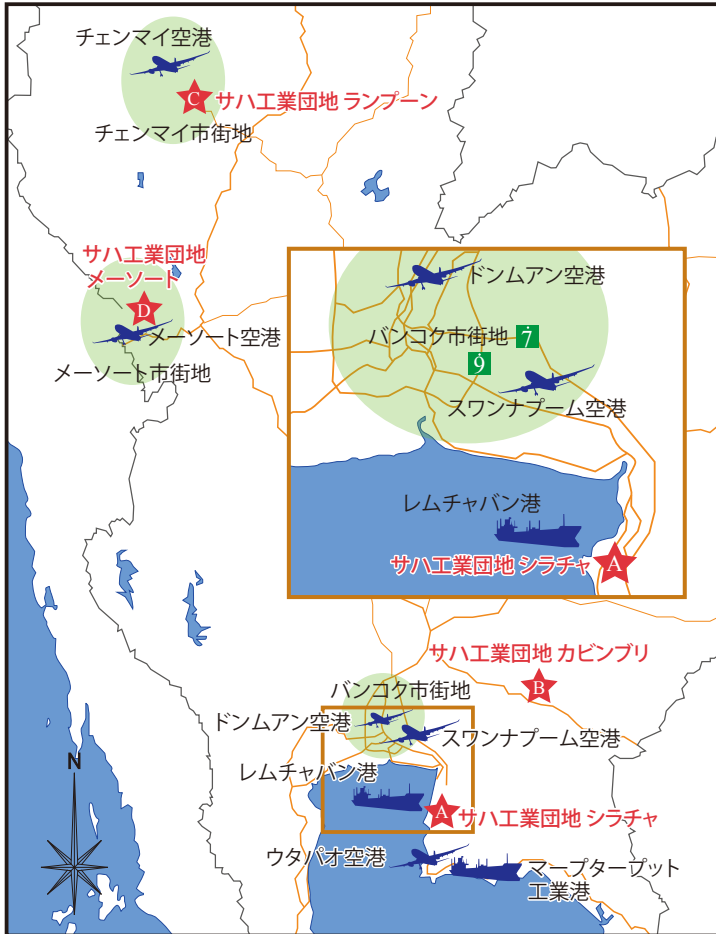 チェンマイ空港
C
サハ工業団地 ランプーン
チェンマイ市街地
サハ工業団地
メーソート
D
メーソート空港
メーソート市街地
ドンムアン空港
バンコク市街地
7
9
スワンナプーム空港
レムチャバン港
サハ工業団地 シラチャ
A
サハ工業団地 カビンブリ
B
バンコク市街地
ドンムアン空港
スワンナプーム空港
レムチャバン港
A
サハ工業団地 シラチャ
ウタパオ空港
マープタープット
工業港
N